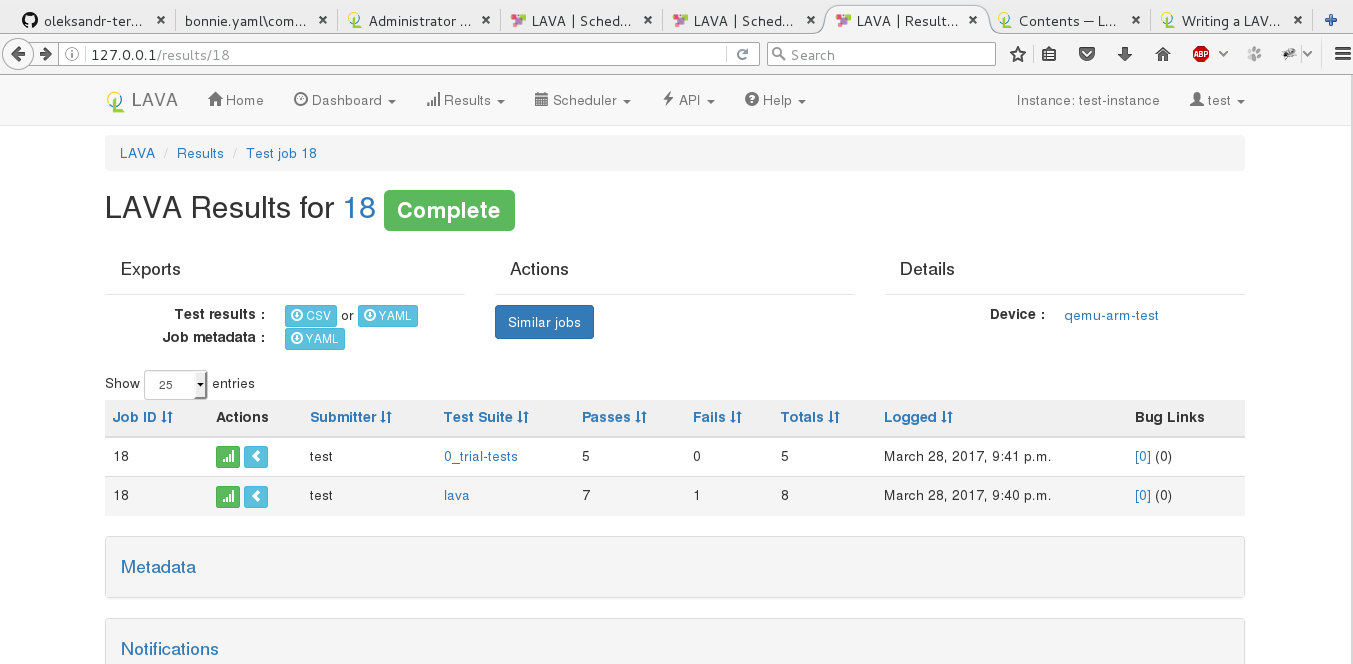 oleksandr-ter... bonnie.yaml\com... Administrator ... LAVA | Sched... LAVA | Sched... LAVA | Result... Contents — L... Writing a LAV...
127.0.0.1/results/18 Search ABP
LAVA Home Dashboard Results Scheduler API Help Instance: test-instance test
LAVA / Results / Test job 18
LAVA Results for 18 Complete
Exports Actions Details
Test results : CSV or YAML Similar jobs Device : qemu-arm-test
Job metadata : YAML
Show 25 entries
Job ID Actions Submitter Test Suite Passes Fails Totals Logged Bug Links
18 test 0_trial-tests 5 0 5 March 28, 2017, 9:41 p.m. [0] (0)
18 test lava 7 1 8 March 28, 2017, 9:40 p.m. [0] (0)
Metadata
Notifications